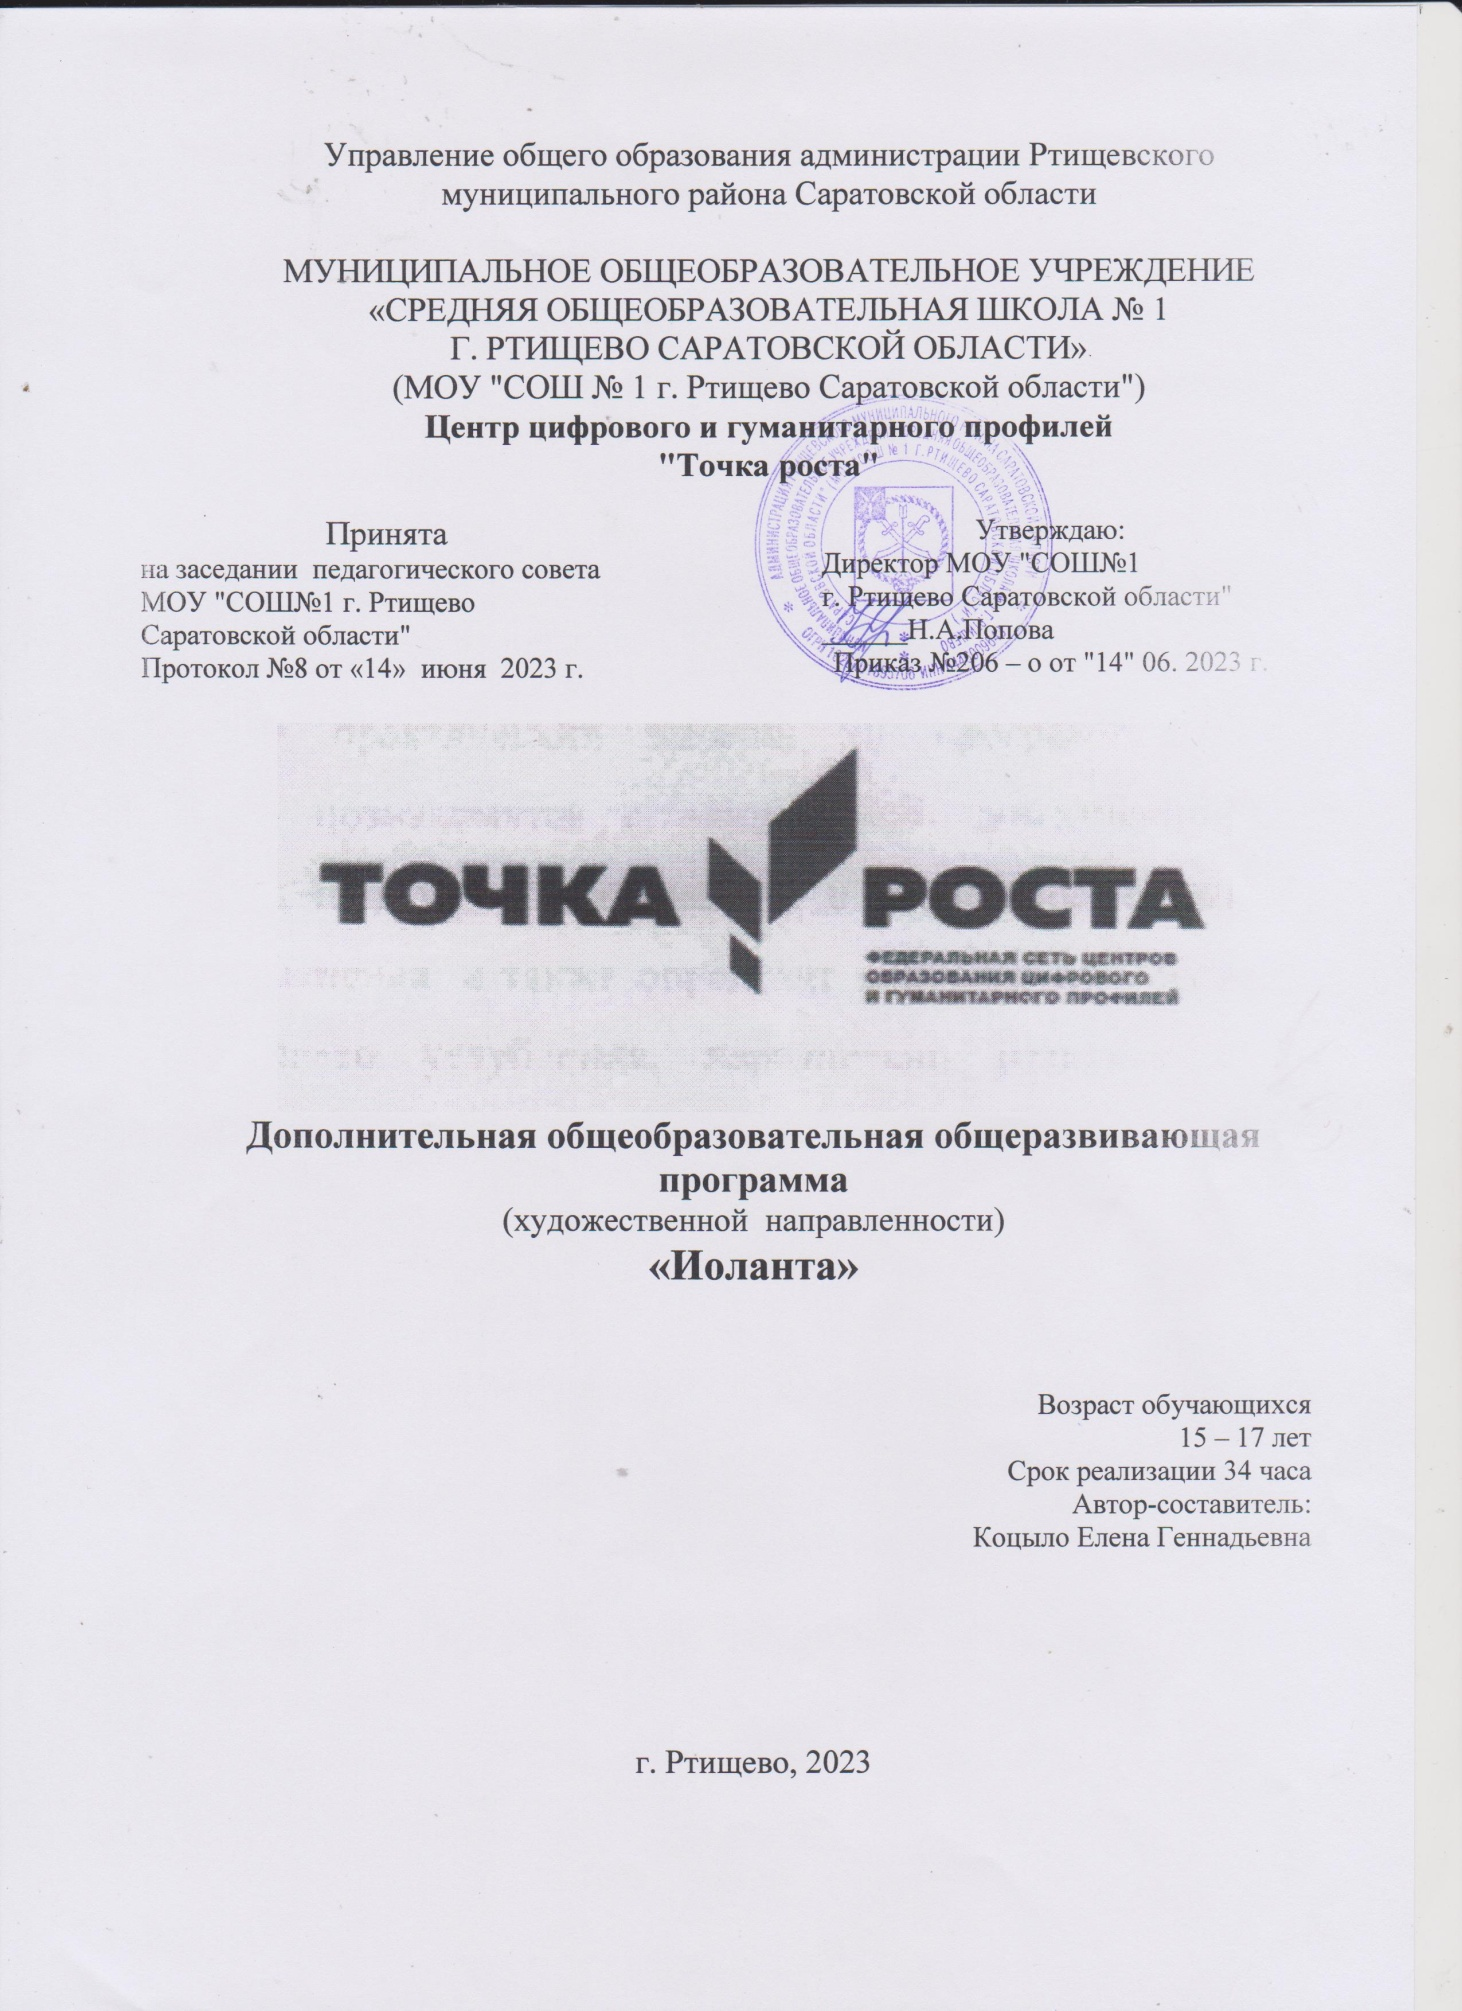 Управление общего образования администрации Ртищевского
муниципального района Саратовской области
МУНИЦИПАЛЬНОЕ ОБЩЕОБРАЗОВАТЕЛЬНОЕ УЧРЕЖДЕНИЕ
«СРЕДНЯЯ ОБЩЕОБРАЗОВАТЕЛЬНАЯ ШКОЛА № 1
Г. РТИЩЕВО САРАТОВСКОЙ ОБЛАСТИ»
(МОУ "СОШ № 1 г. Ртищево Саратовской области")
Центр цифрового и гуманитарного профилей
"Точка роста"
Принята
на заседании педагогического совета
МОУ "СОШ№1 г. Ртищево
Саратовской области"
Протокол №8 от «14» июня 2023 г.
Утверждаю:
Директор МОУ "СОШ№1
г. Ртищево Саратовской области"
______Н.А.Попова
Приказ №206 – о от "14" 06. 2023 г.
ТОЧКА РОСТА
ФЕДЕРАЛЬНАЯ СЕТЬ ЦЕНТРОВ
ОБРАЗОВАНИЯ ЦИФРОВОГО
И ГУМАНИТАРНОГО ПРОФИЛЕЙ
Дополнительная общеобразовательная общеразвивающая
программа
(художественной направленности)
«Иоланта»
Возраст обучающихся
15 – 17 лет
Срок реализации 34 часа
Автор-составитель:
Коцыло Елена Геннадьевна
г. Ртищево, 2023